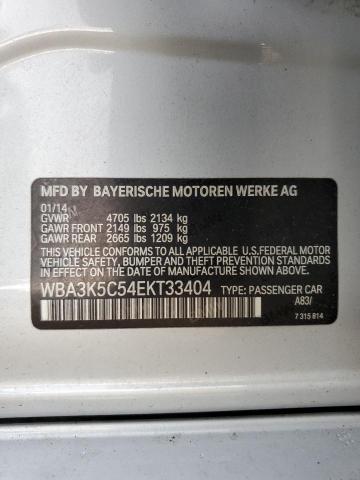 MFD BY BAYERISCHE MOTOREN WERKE AG
01/14
GVWR 4705 lbs 2134 kg
GAWR FRONT 2149 lbs 975 kg
GAWR REAR 2665 lbs 1209 kg
THIS VEHICLE CONFORMS TO ALL APPLICABLE U.S.FEDERAL MOTOR
VEHICLE SAFETY, BUMPER AND THEFT PREVENTION STANDARDS
IN EFFECT ON THE DATE OF MANUFACTURE SHOWN ABOVE.
WBA3K5C54EKT33404 TYPE: PASSENGER CAR
A83/
7 315 814